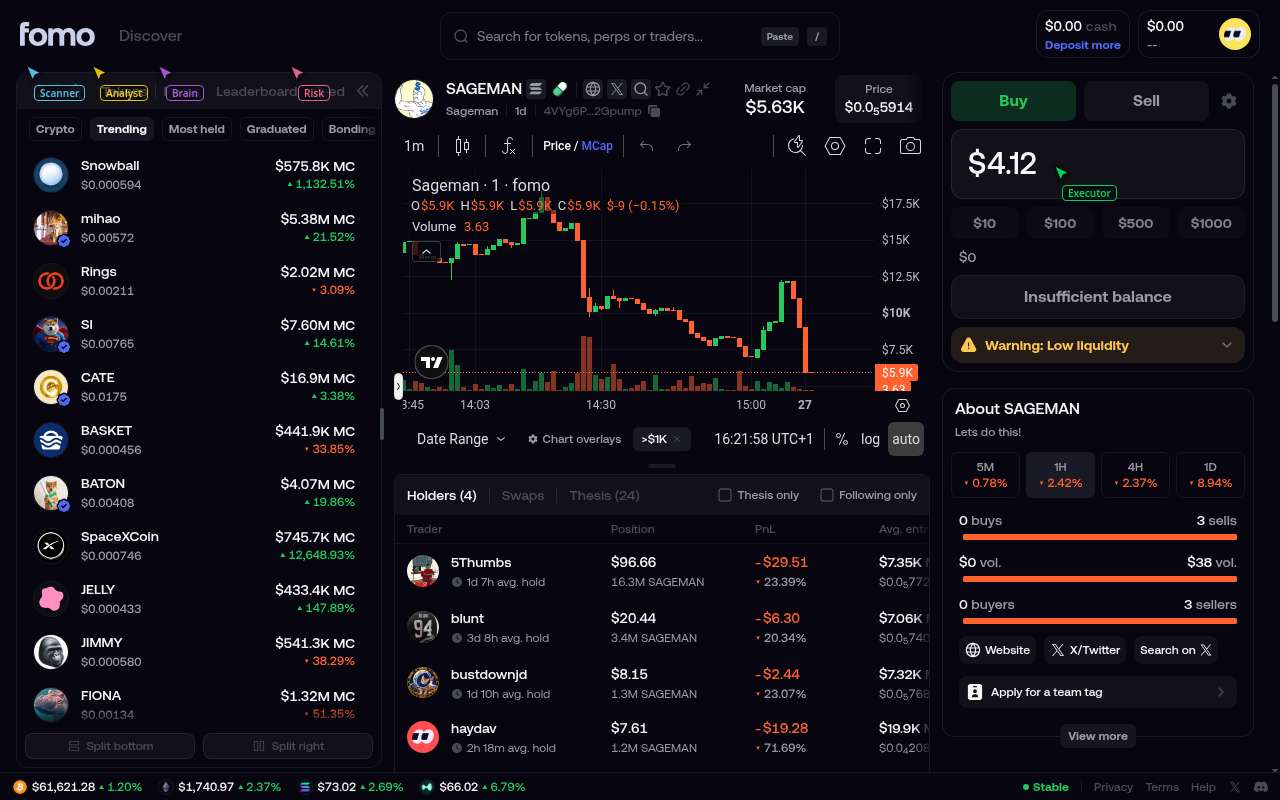 fomo
Discover
Search for tokens, perps or traders...
Paste
/
$0.00 cash
Deposit more
$0.00
--
Scanner
Analyst
Brain
Leaderboard
Risk
Crypto
Trending
Most held
Graduated
Bonding
Snowball
$0.000594
$575.8K MC
1,132.51%
mihao
$0.00572
$5.38M MC
21.52%
Rings
$0.00211
$2.02M MC
3.09%
SI
$0.00765
$7.60M MC
14.61%
CATE
$0.0175
$16.9M MC
3.38%
BASKET
$0.000456
$441.9K MC
33.85%
BATON
$0.00408
$4.07M MC
19.86%
SpaceXCoin
$0.000746
$745.7K MC
12,648.93%
JELLY
$0.000433
$433.4K MC
147.89%
JIMMY
$0.000580
$541.3K MC
38.29%
FIONA
$0.00134
$1.32M MC
51.35%
Split bottom
Split right
SAGEMAN
Sageman
1d
4VYg6P...2Gpump
Market cap
$5.63K
Price
$0.0₅5914
1m
Price / MCap
Sageman · 1 · fomo
O$5.9K H$5.9K L$5.9K C$5.9K $-9 (−0.15%)
Volume 3.63
$17.5K
$15K
$12.5K
$10K
$7.5K
$5.9K
3.63
3:45
14:03
14:30
15:00
27
Date Range
Chart overlays
>$1K ×
16:21:58 UTC+1
%
log
auto
Holders (4)
Swaps
Thesis (24)
Thesis only
Following only
Trader
Position
PnL
Avg. entr
5Thumbs
1d 7h avg. hold
$96.66
16.3M SAGEMAN
-$29.51
23.39%
$7.35K
$0.0₅772
blunt
3d 8h avg. hold
$20.44
3.4M SAGEMAN
-$6.30
20.34%
$7.06K
$0.0₅740
bustdownjd
1d 10h avg. hold
$8.15
1.3M SAGEMAN
-$2.44
23.07%
$7.32K
$0.0₅768
haydav
2h 18m avg. hold
$7.61
1.2M SAGEMAN
-$19.28
71.69%
$19.9K
$0.0₄208
Buy
Sell
$4.12
Executor
$10
$100
$500
$1000
$0
Insufficient balance
Warning: Low liquidity
About SAGEMAN
Lets do this!
5M
0.78%
1H
2.42%
4H
2.37%
1D
8.94%
0 buys
3 sells
$0 vol.
$38 vol.
0 buyers
3 sellers
Website
X/Twitter
Search on X
Apply for a team tag
View more
$61,621.28 1.20%
$1,740.97 2.37%
$73.02 2.69%
$66.02 6.79%
Stable
Privacy
Terms
Help